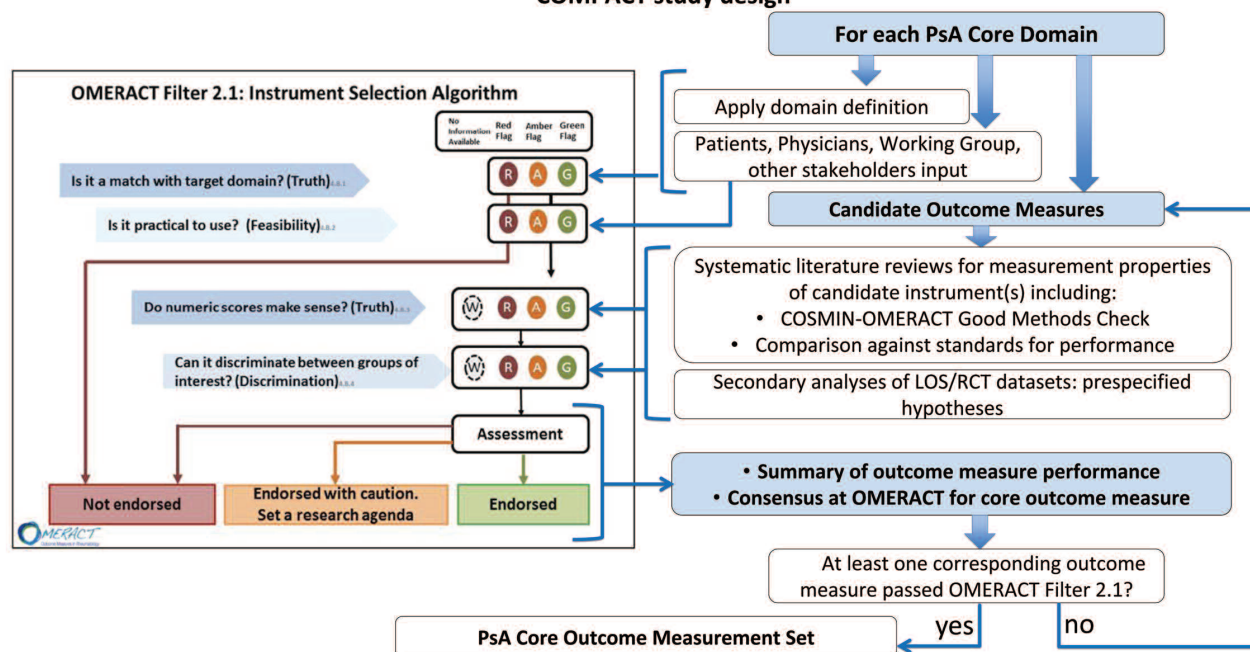 COMPACT study design
For each PsA Core Domain
OMERACT Filter 2.1: Instrument Selection Algorithm
No
Information
Available
Red
Flag
Amber
Flag
Green
Flag
Apply domain definition
Patients, Physicians, Working Group,
other stakeholders input
Is it a match with target domain? (Truth)
R A G
Is it practical to use? (Feasibility)
R A G
Candidate Outcome Measures
Systematic literature reviews for measurement properties
of candidate instrument(s) including:
• COSMIN-OMERACT Good Methods Check
• Comparison against standards for performance
Do numeric scores make sense? (Truth)
W R A G
Can it discriminate between groups of
interest? (Discrimination)
W R A G
Secondary analyses of LOS/RCT datasets: prespecified
hypotheses
Assessment
• Summary of outcome measure performance
• Consensus at OMERACT for core outcome measure
Not endorsed
Endorsed with caution.
Set a research agenda
Endorsed
OMERACT
At least one corresponding outcome
measure passed OMERACT Filter 2.1?
yes
no
PsA Core Outcome Measurement Set